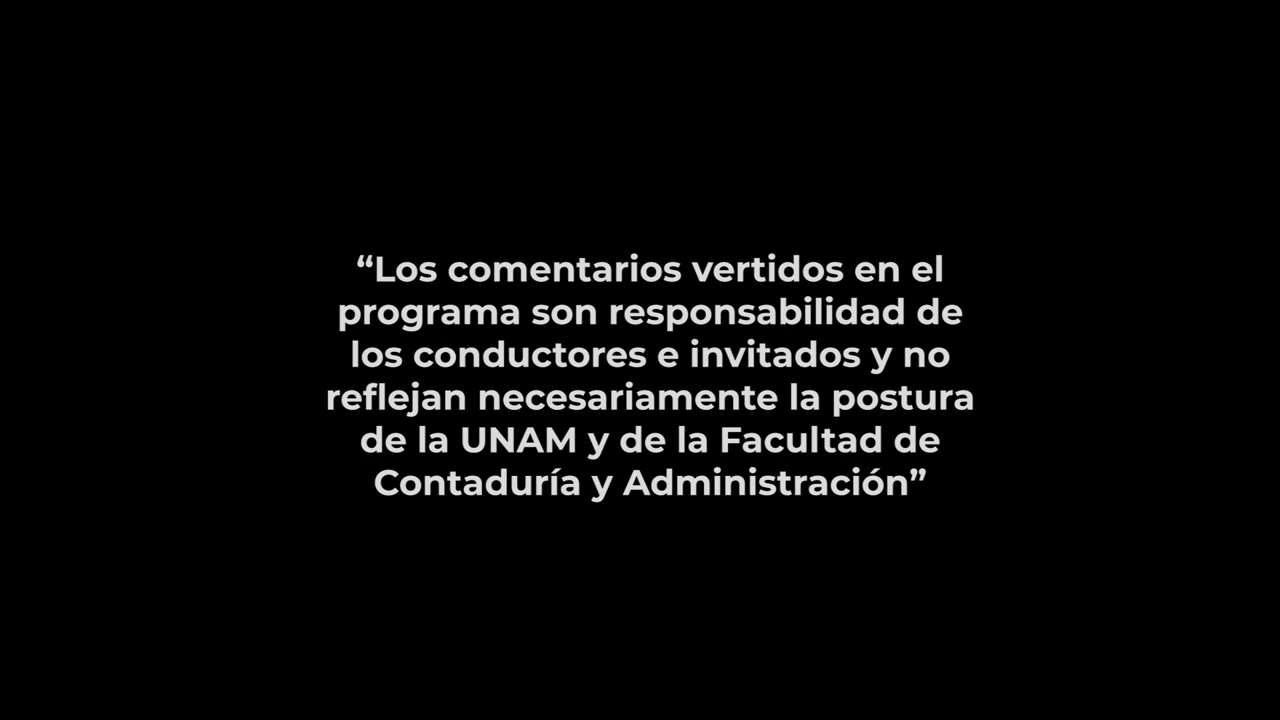 “Los comentarios vertidos en el
programa son responsabilidad de
los conductores e invitados y no
reflejan necesariamente la postura
de la UNAM y de la Facultad de
Contaduría y Administración”